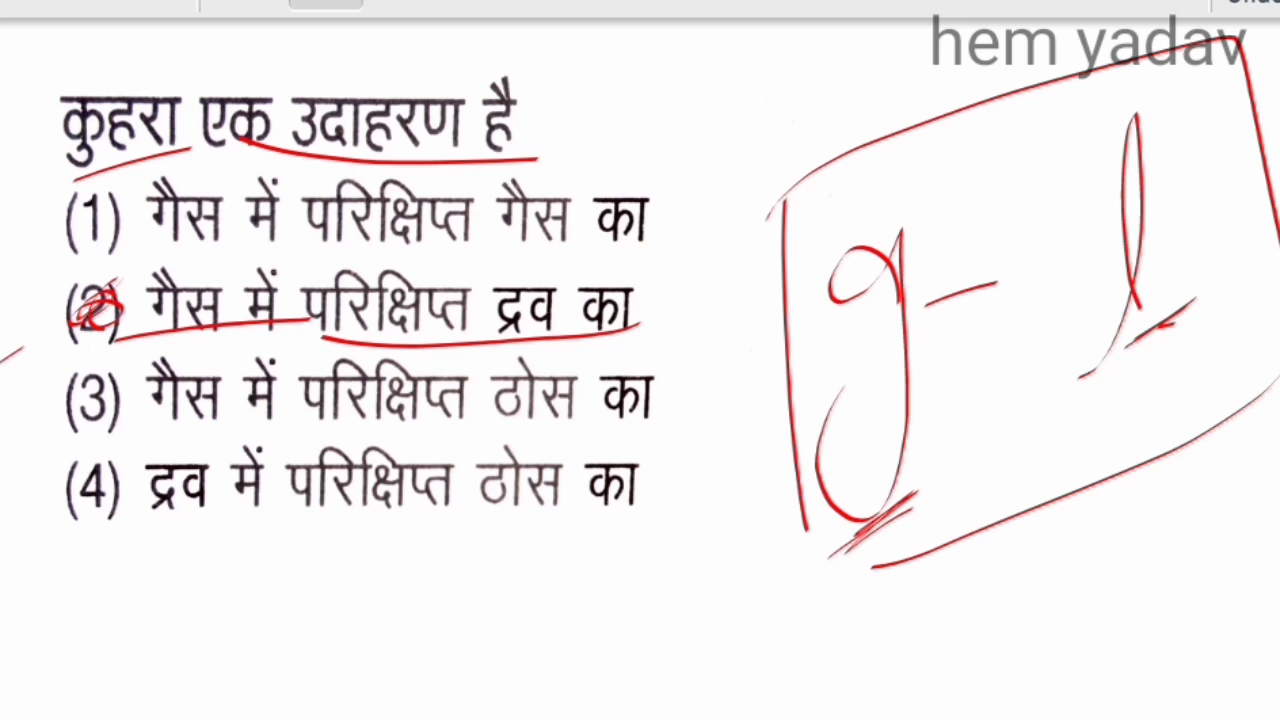 hem yadav
कुहरा एक उदाहरण है
(1) गैस में परिक्षिप्त गैस का
(2) गैस में परिक्षिप्त द्रव का
(3) गैस में परिक्षिप्त ठोस का
(4) द्रव में परिक्षिप्त ठोस का
g - l